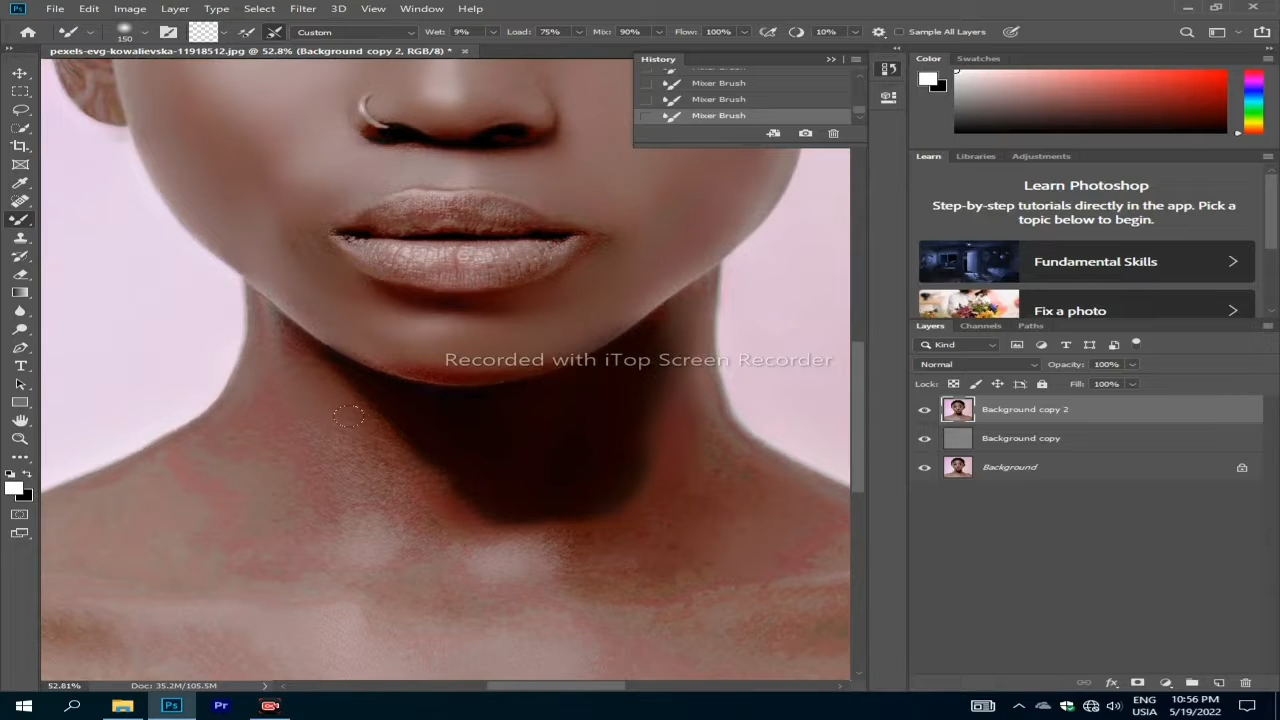 Ps File Edit Image Layer Type Select Filter 3D View Window Help
150 Custom Wet: 9% Load: 75% Mix: 90% Flow: 100% 10% Sample All Layers
pexels-evg-kowalievska-11918512.jpg @ 52.8% (Background copy 2, RGB/8) *
History
Mixer Brush
Mixer Brush
Mixer Brush
Color Swatches
Learn Libraries Adjustments
Learn Photoshop
Step-by-step tutorials directly in the app. Pick a
topic below to begin.
Fundamental Skills
Fix a photo
Layers Channels Paths
Kind
Normal Opacity: 100%
Lock: Fill: 100%
Background copy 2
Background copy
Background
Recorded with iTop Screen Recorder
52.81% Doc: 35.2M/105.5M
Ps Pr
ENG
USIA
10:56 PM
5/19/2022